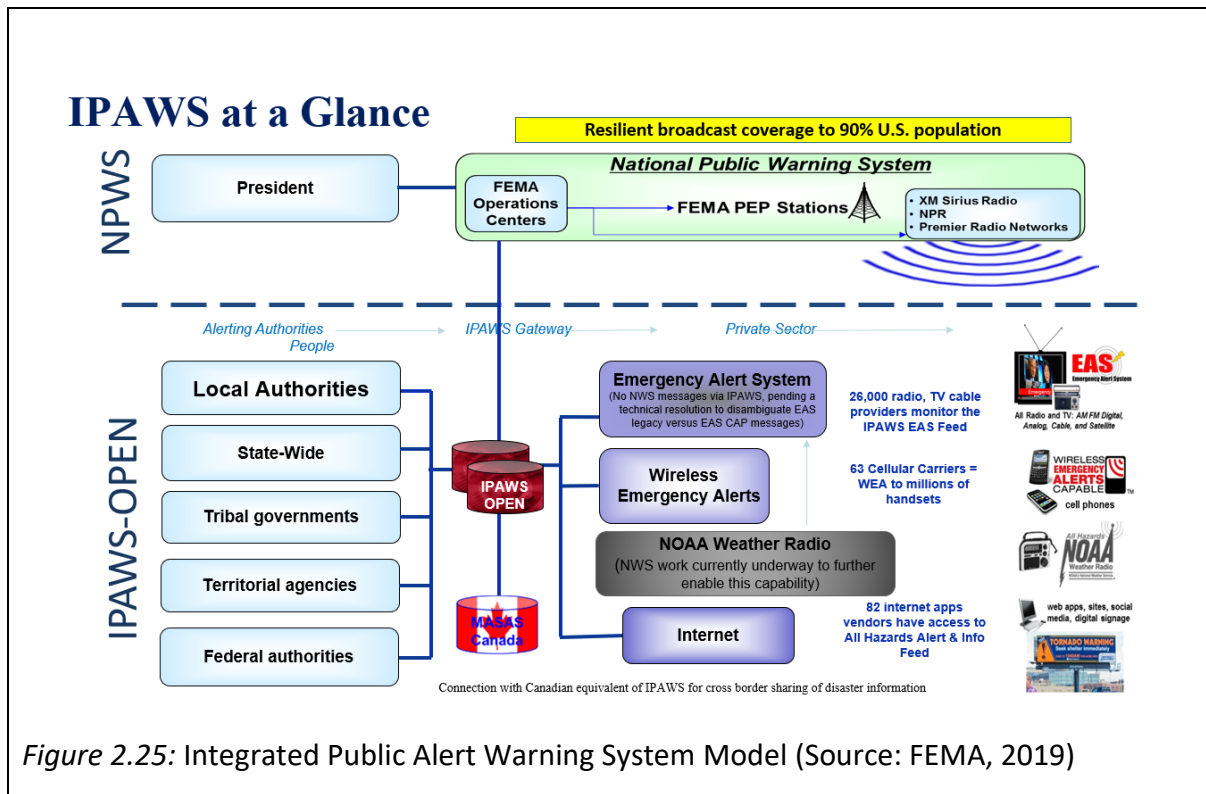 IPAWS at a Glance
Resilient broadcast coverage to 90% U.S. population
NPWS
President
National Public Warning System
FEMA
Operations
Centers
FEMA PEP Stations
• XM Sirius Radio
• NPR
• Premier Radio Networks
Alerting Authorities
People
IPAWS Gateway
Private Sector
IPAWS-OPEN
Local Authorities
State-Wide
Tribal governments
Territorial agencies
Federal authorities
IPAWS
OPEN
MASAS
Canada
Emergency Alert System
(No NWS messages via IPAWS, pending a
technical resolution to disambiguate EAS
legacy versus EAS CAP messages)
Wireless
Emergency Alerts
NOAA Weather Radio
(NWS work currently underway to further
enable this capability)
Internet
26,000 radio, TV cable
providers monitor the
IPAWS EAS Feed
63 Cellular Carriers =
WEA to millions of
handsets
82 internet apps
vendors have access to
All Hazards Alert & Info
Feed
EAS
Emergency Alert System
All Radio and TV: AM FM Digital,
Analog, Cable, and Satellite
WIRELESS
EMERGENCY
ALERTS
CAPABLE
TM
cell phones
All Hazards
NOAA
Weather Radio
web apps, sites, social
media, digital signage
TORNADO WARNING
Seek shelter immediately
Connection with Canadian equivalent of IPAWS for cross border sharing of disaster information
Figure 2.25: Integrated Public Alert Warning System Model (Source: FEMA, 2019)